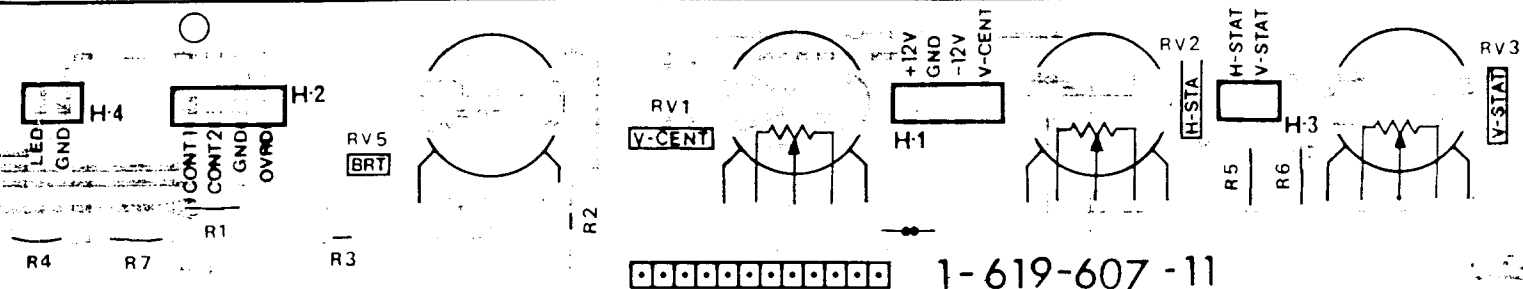 LED
GND
H-4
CONT1
CONT2
GND
OVRD
H-2
R1
R4
R7
R3
RV5
BRT
R2
RV1
V-CENT
+12V
GND
-12V
V-CENT
H-1
RV2
H-STA
H-STAT
V-STAT
H-3
R5
R6
RV3
V-STAT
1-619-607-11